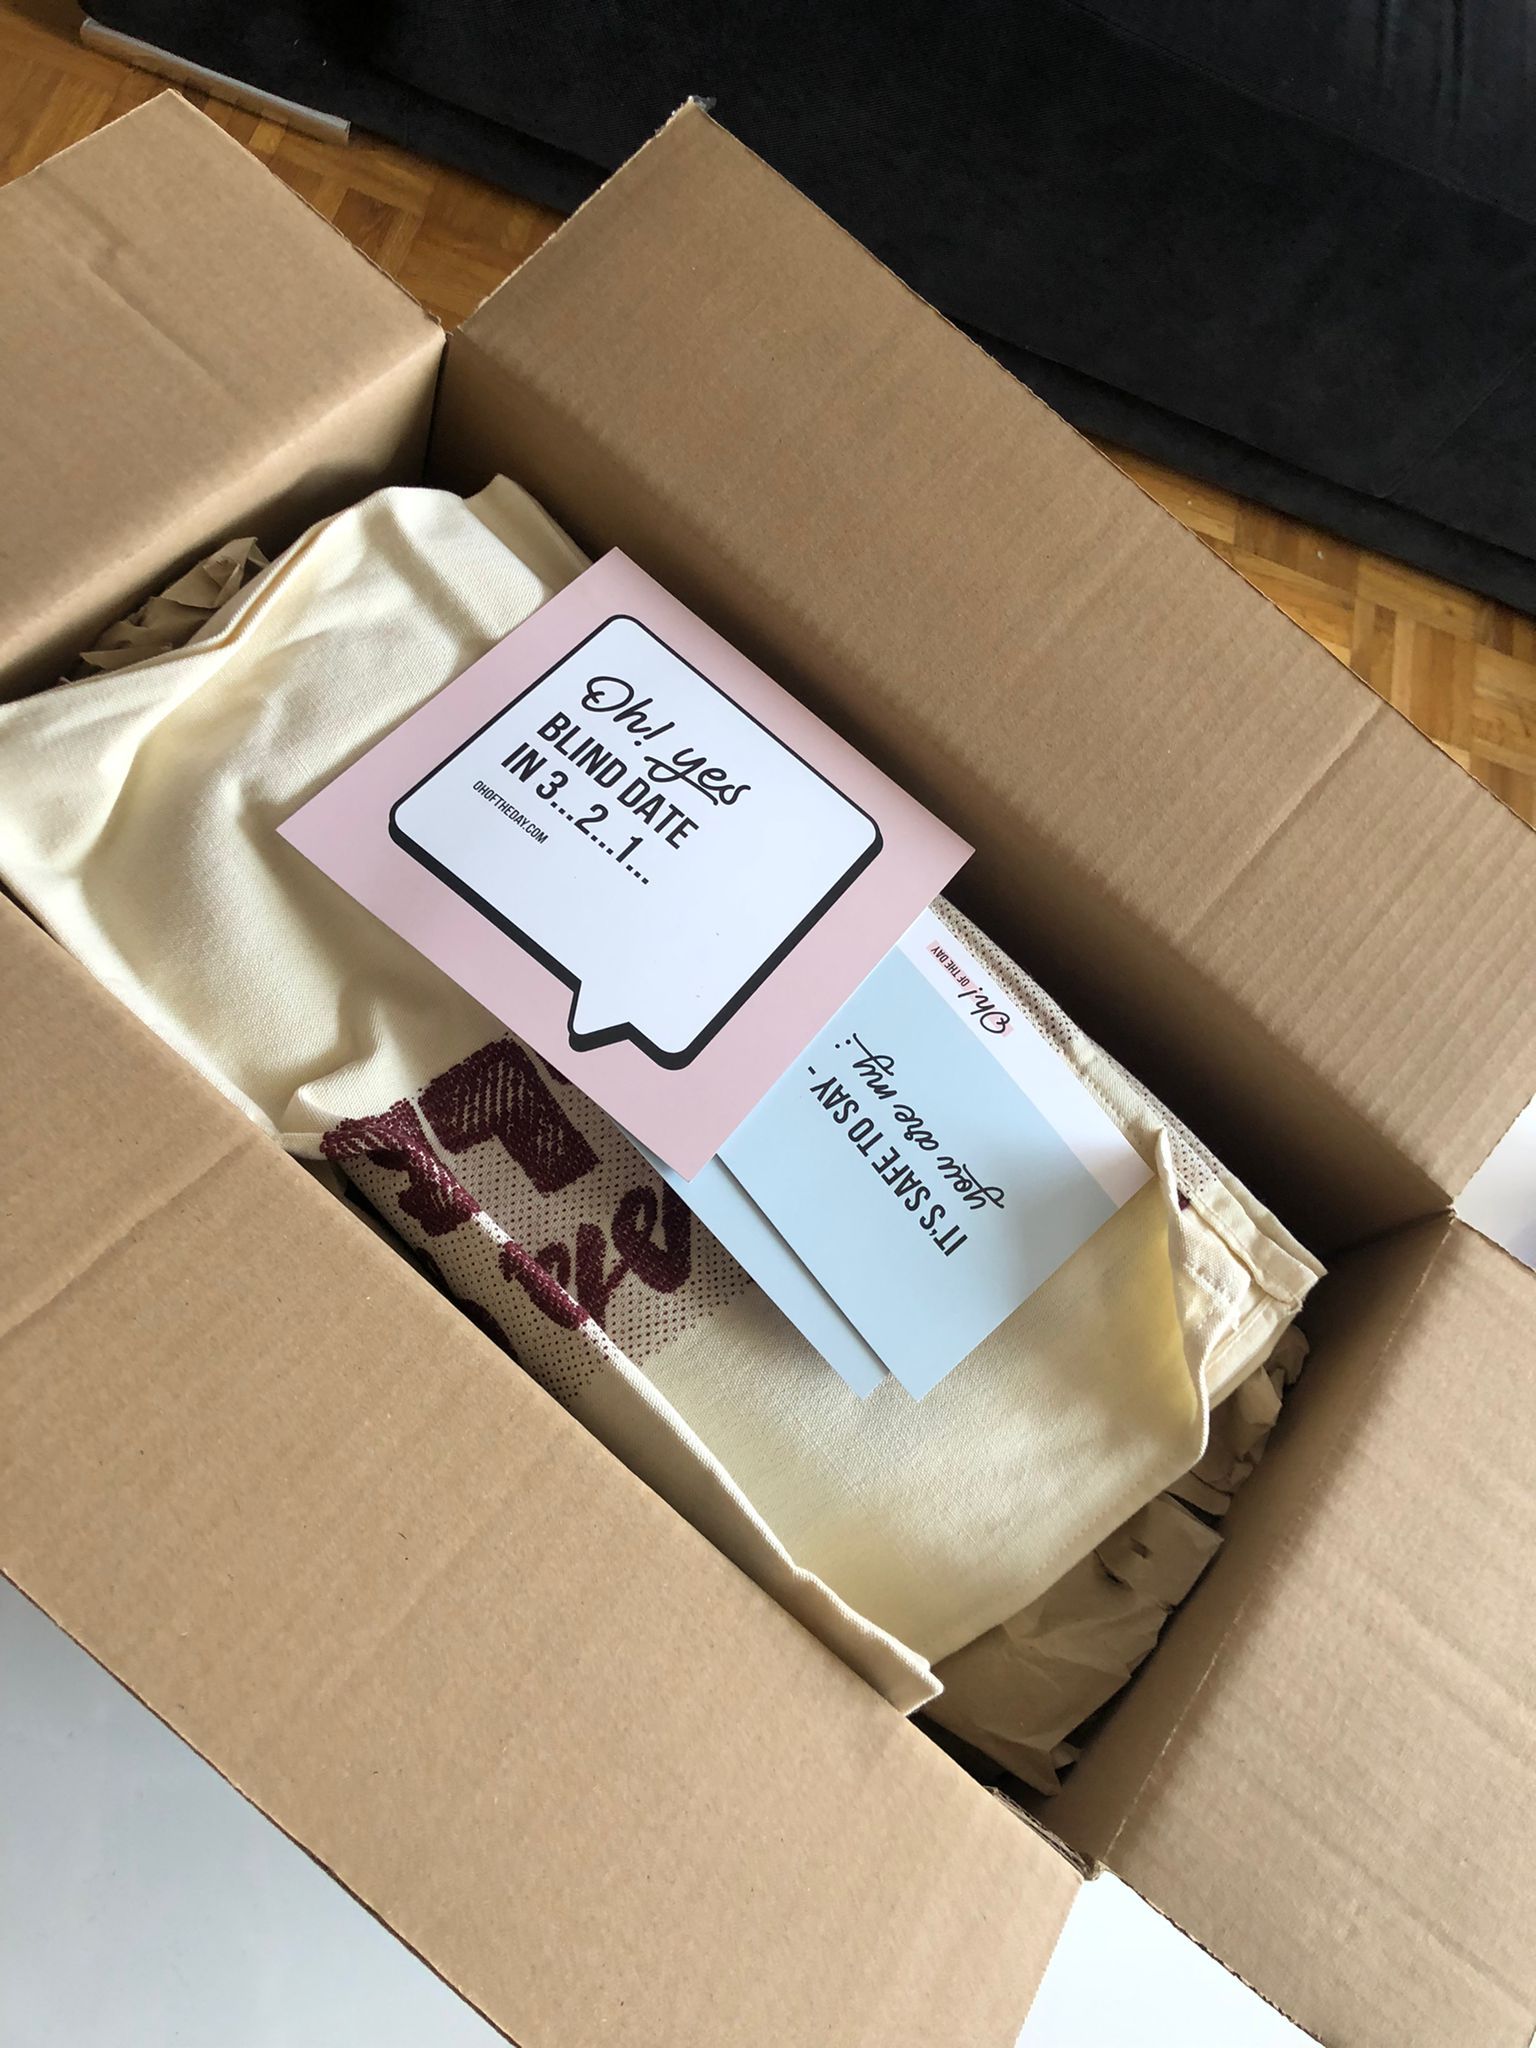 Oh! yes
BLIND DATE
IN 3...2...1...
OHOFTHEDAY.COM
Oh! OF THE DAY
IT'S SAFE TO SAY -
you are my...